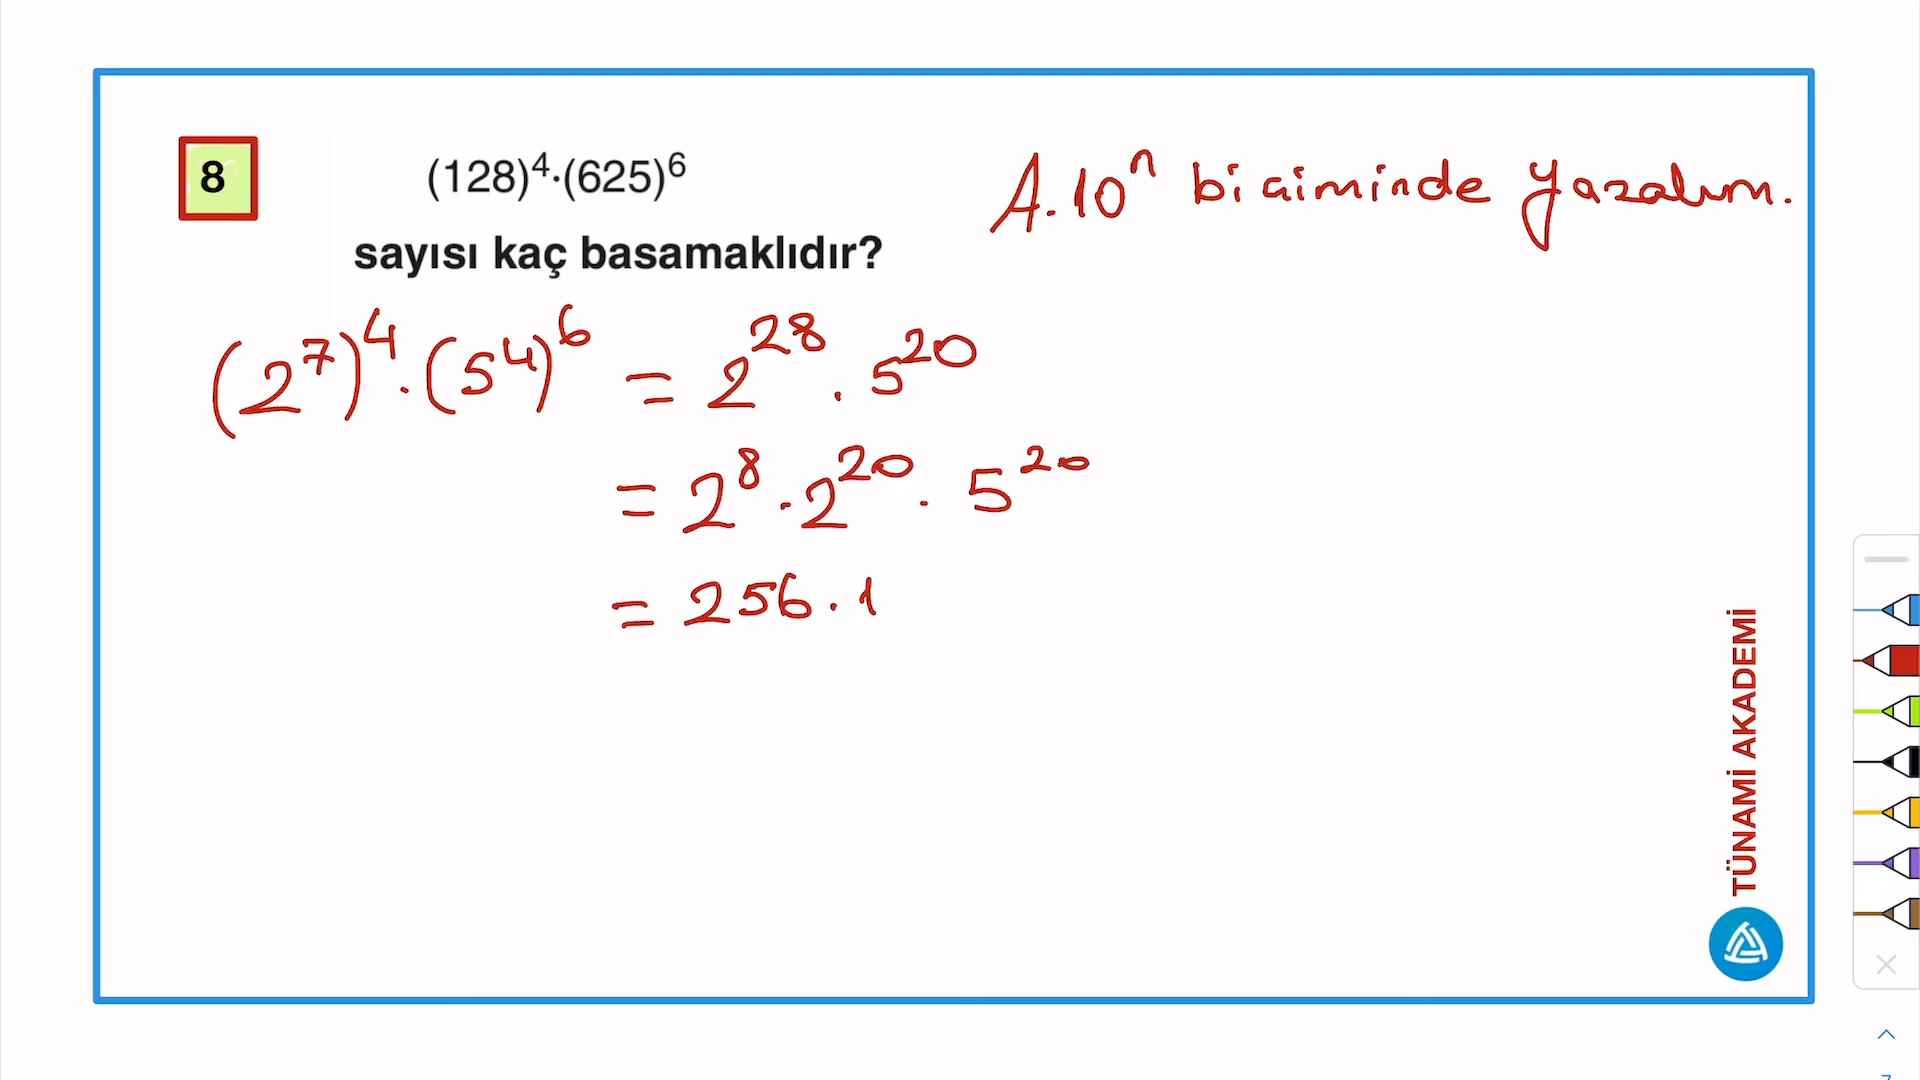 8
(128)⁴·(625)⁶
sayısı kaç basamaklıdır?
A.10ⁿ biçiminde yazalım.
(2⁷)⁴.(5⁴)⁶ = 2²⁸ . 5²⁰
= 2⁸ . 2²⁰ . 5²⁰
= 256 . 1
TÜNAMİ AKADEMİ